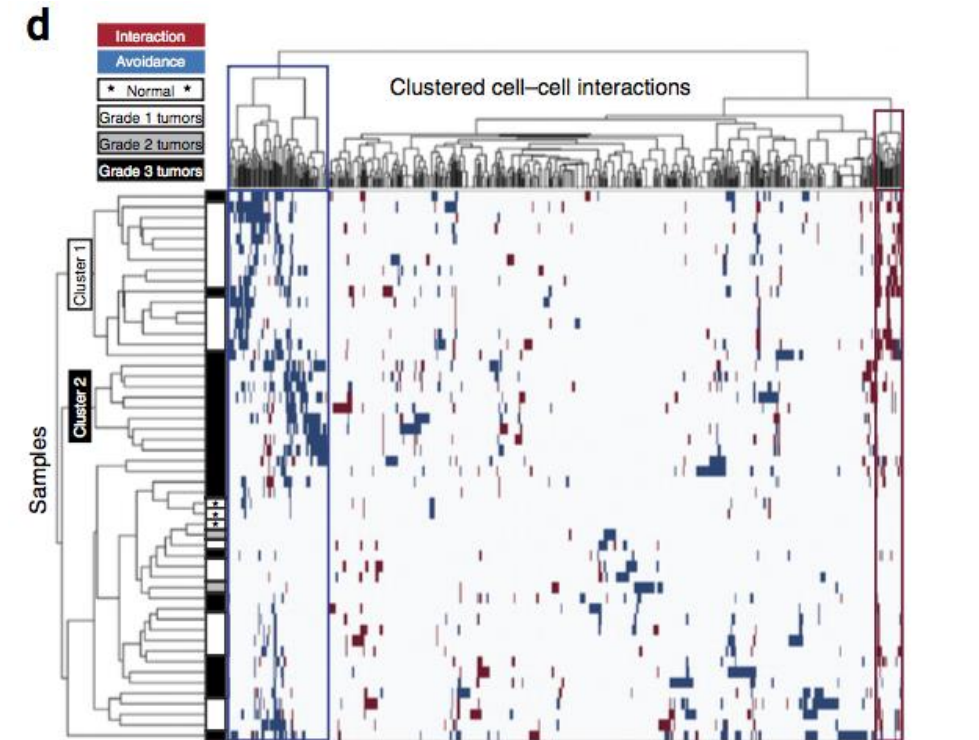 d
Interaction
Avoidance
* Normal *
Grade 1 tumors
Grade 2 tumors
Grade 3 tumors
Clustered cell–cell interactions
Cluster 1
Cluster 2
Samples
*
*
*